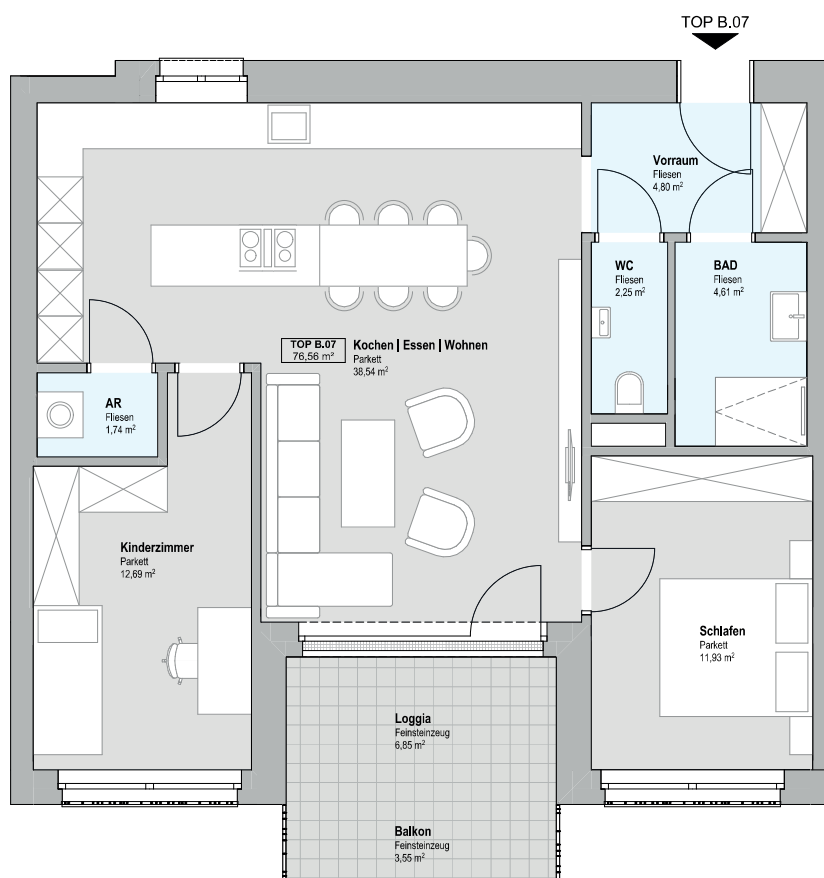 TOP B.07
Vorraum
Fliesen
4,80 m²
WC
Fliesen
2,25 m²
BAD
Fliesen
4,61 m²
TOP B.07
76,56 m²
Kochen | Essen | Wohnen
Parkett
38,54 m²
AR
Fliesen
1,74 m²
Kinderzimmer
Parkett
12,69 m²
Schlafen
Parkett
11,93 m²
Loggia
Feinsteinzeug
6,85 m²
Balkon
Feinsteinzeug
3,55 m²